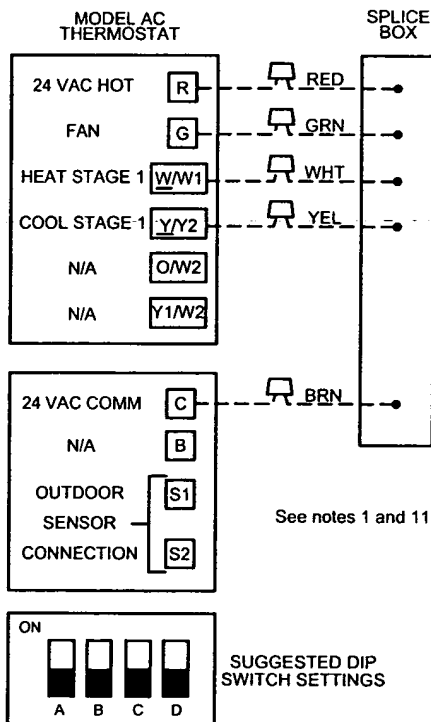 MODEL AC
THERMOSTAT
SPLICE
BOX
24 VAC HOT R RED
FAN G GRN
HEAT STAGE 1 W/W1 WHT
COOL STAGE 1 Y/Y2 YEL
N/A O/W2
N/A Y1/W2
24 VAC COMM C BRN
N/A B
OUTDOOR S1
SENSOR
CONNECTION S2
See notes 1 and 11
ON
A B C D
SUGGESTED DIP
SWITCH SETTINGS